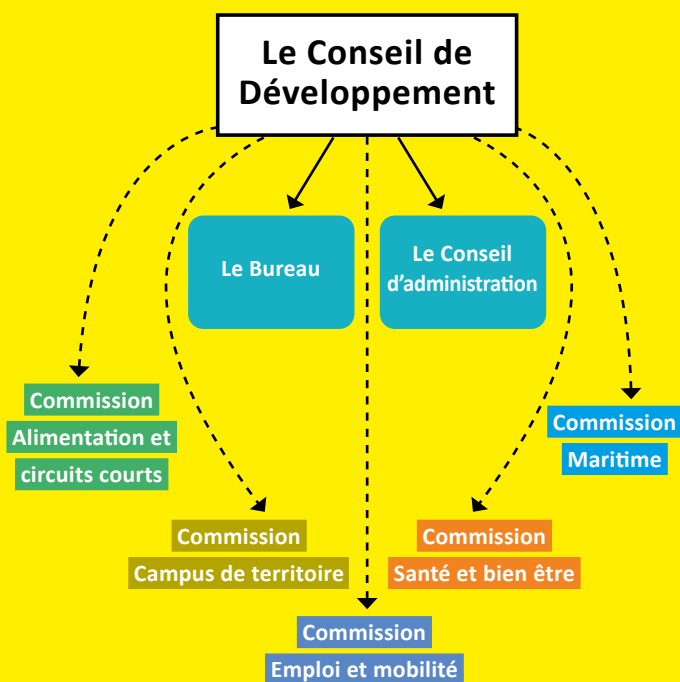 Le Conseil de
Développement
Le Bureau
Le Conseil
d'administration
Commission
Alimentation et
circuits courts
Commission
Maritime
Commission
Campus de territoire
Commission
Santé et bien être
Commission
Emploi et mobilité